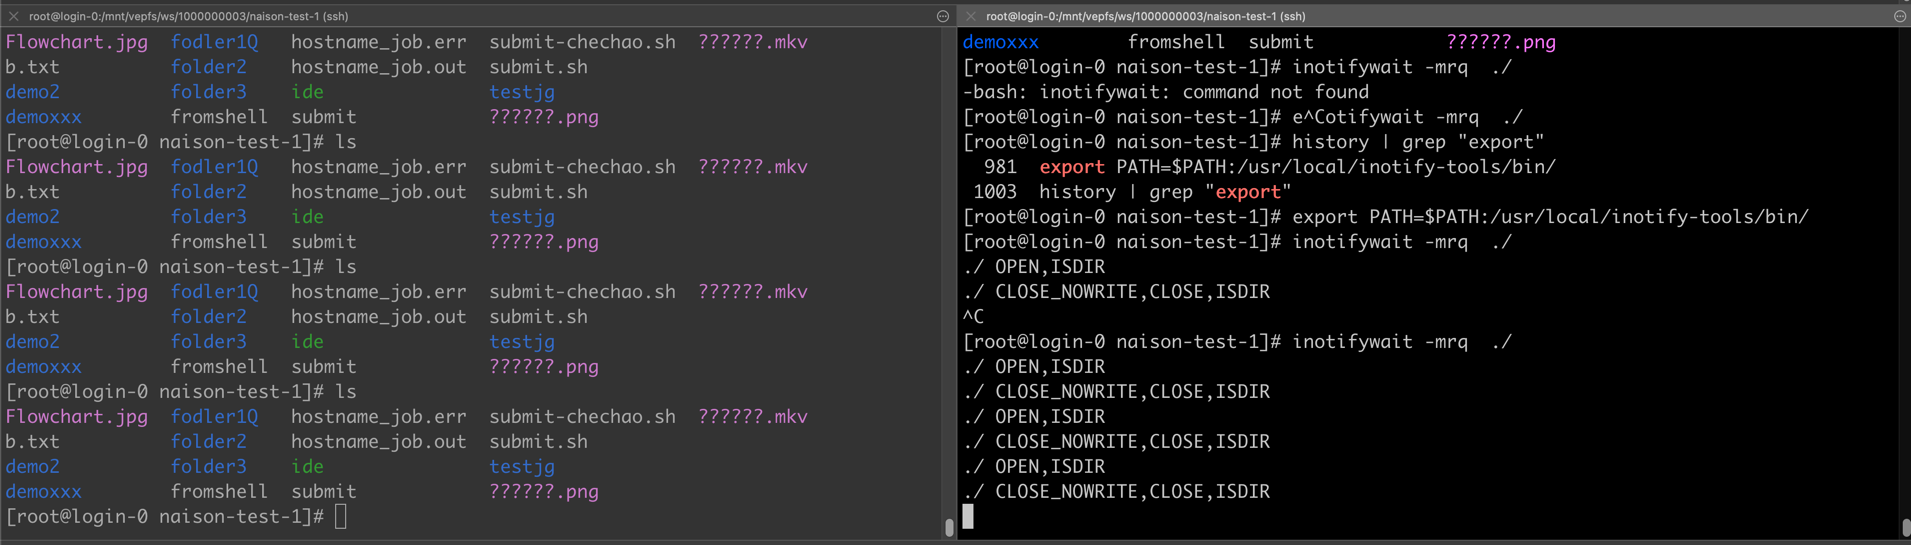 root@login-0:/mnt/vepfs/ws/1000000003/naison-test-1 (ssh)
Flowchart.jpg fodler1Q hostname_job.err submit-chechao.sh ??????.mkv
b.txt folder2 hostname_job.out submit.sh
demo2 folder3 ide testjg
demoxxx fromshell submit ??????.png
[root@login-0 naison-test-1]# ls
Flowchart.jpg fodler1Q hostname_job.err submit-chechao.sh ??????.mkv
b.txt folder2 hostname_job.out submit.sh
demo2 folder3 ide testjg
demoxxx fromshell submit ??????.png
[root@login-0 naison-test-1]# ls
Flowchart.jpg fodler1Q hostname_job.err submit-chechao.sh ??????.mkv
b.txt folder2 hostname_job.out submit.sh
demo2 folder3 ide testjg
demoxxx fromshell submit ??????.png
[root@login-0 naison-test-1]# ls
Flowchart.jpg fodler1Q hostname_job.err submit-chechao.sh ??????.mkv
b.txt folder2 hostname_job.out submit.sh
demo2 folder3 ide testjg
demoxxx fromshell submit ??????.png
[root@login-0 naison-test-1]#
root@login-0:/mnt/vepfs/ws/1000000003/naison-test-1 (ssh)
demoxxx fromshell submit ??????.png
[root@login-0 naison-test-1]# inotifywait -mrq  ./
-bash: inotifywait: command not found
[root@login-0 naison-test-1]# e^Cotifywait -mrq  ./
[root@login-0 naison-test-1]# history | grep "export"
981  export PATH=$PATH:/usr/local/inotify-tools/bin/
1003  history | grep "export"
[root@login-0 naison-test-1]# export PATH=$PATH:/usr/local/inotify-tools/bin/
[root@login-0 naison-test-1]# inotifywait -mrq  ./
./ OPEN,ISDIR
./ CLOSE_NOWRITE,CLOSE,ISDIR
^C
[root@login-0 naison-test-1]# inotifywait -mrq  ./
./ OPEN,ISDIR
./ CLOSE_NOWRITE,CLOSE,ISDIR
./ OPEN,ISDIR
./ CLOSE_NOWRITE,CLOSE,ISDIR
./ OPEN,ISDIR
./ CLOSE_NOWRITE,CLOSE,ISDIR